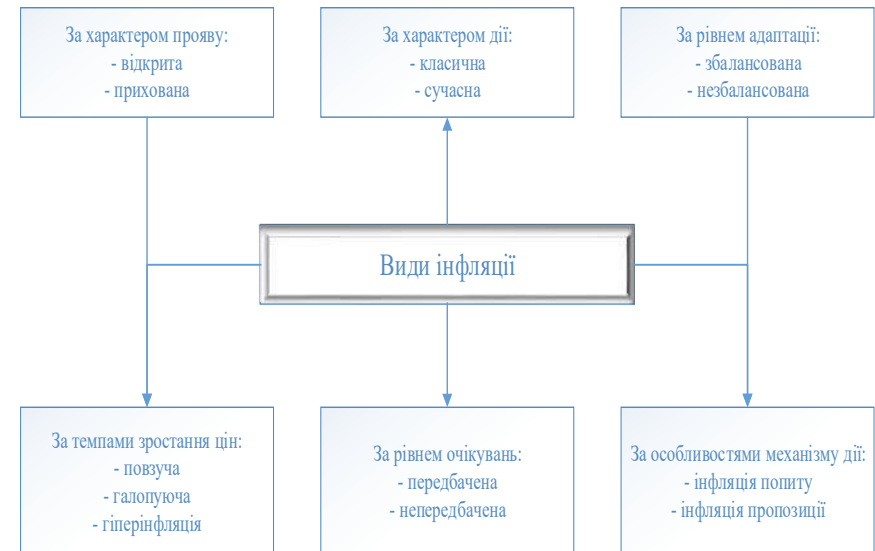 За характером прояву:
- відкрита
- прихована
За характером дії:
- класична
- сучасна
За рівнем адаптації:
- збалансована
- незбалансована
Види інфляції
За темпами зростання цін:
- повзуча
- галопуюча
- гіперінфляція
За рівнем очікувань:
- передбачена
- непередбачена
За особливостями механізму дії:
- інфляція попиту
- інфляція пропозиції